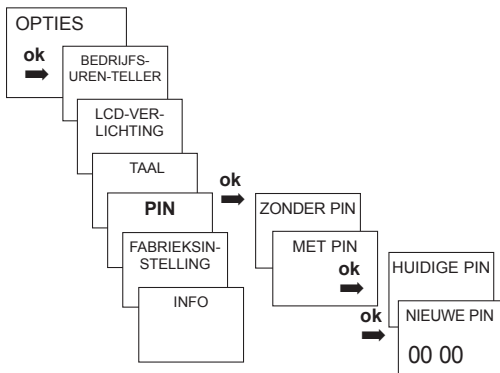 OPTIES
ok
BEDRIJFS-
UREN-TELLER
LCD-VER-
LICHTING
TAAL
ok
PIN
ZONDER PIN
MET PIN
ok
FABRIEKSIN-
STELLING
HUIDIGE PIN
INFO
ok
NIEUWE PIN
00 00